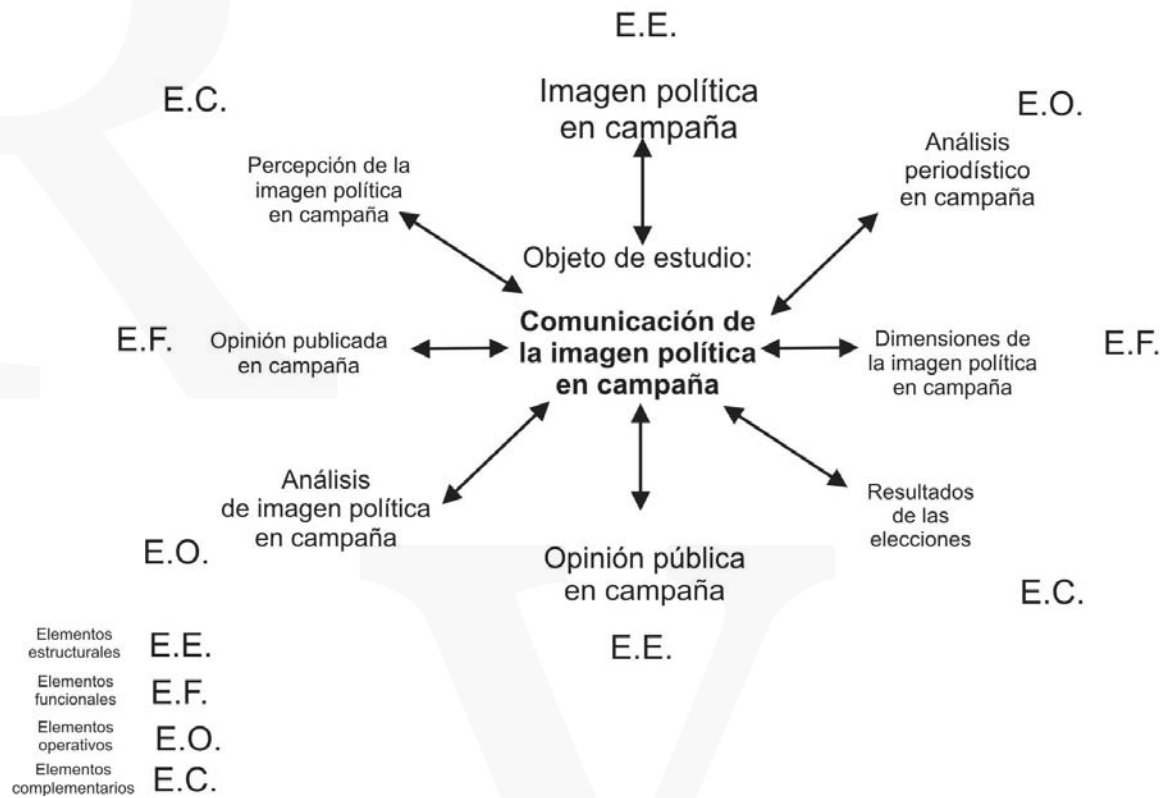 E.E.
Imagen política
en campaña
E.C.
Percepción de la
imagen política
en campaña
E.O.
Análisis
periodístico
en campaña
Objeto de estudio:
Comunicación de
la imagen política
en campaña
E.F.
Opinión publicada
en campaña
Dimensiones de
la imagen política
en campaña
E.F.
Análisis
de imagen política
en campaña
E.O.
Opinión pública
en campaña
E.E.
Resultados
de las
elecciones
E.C.
Elementos
estructurales
E.E.
Elementos
funcionales
E.F.
Elementos
operativos
E.O.
Elementos
complementarios
E.C.